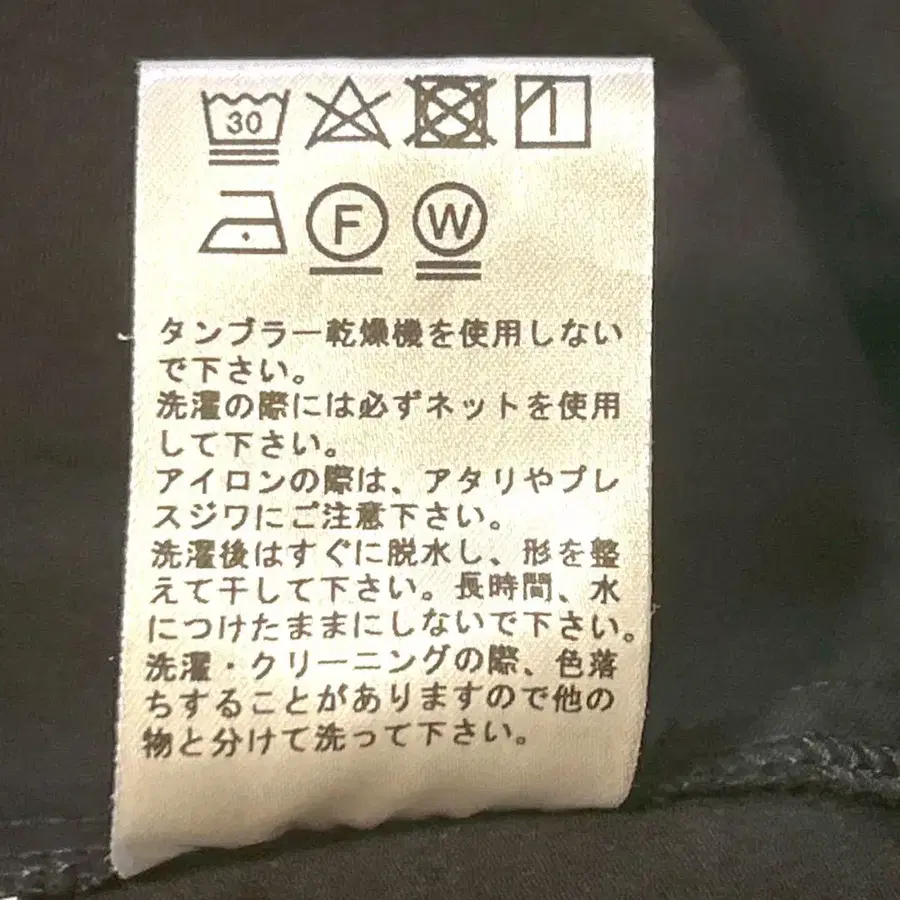 30
F W
タンブラー乾燥機を使用しない
で下さい。
洗濯の際には必ずネットを使用
して下さい。
アイロンの際は、アタリやプレ
スジワにご注意下さい。
洗濯後はすぐに脱水し、形を整
えて干して下さい。長時間、水
につけたままにしないで下さい。
洗濯・クリーニングの際、色落
ちすることがありますので他の
物と分けて洗って下さい。